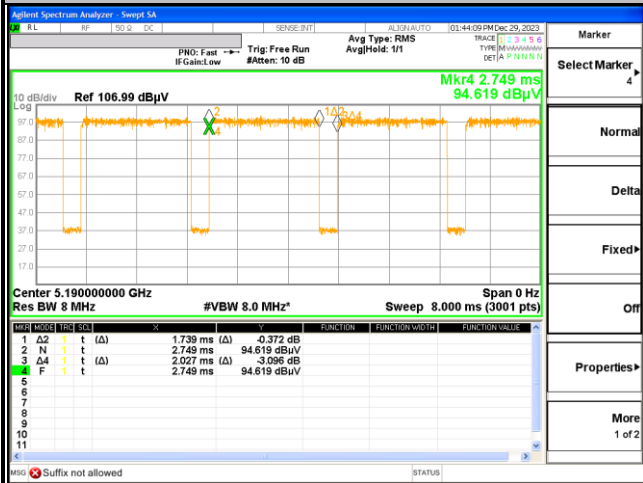 Agilent Spectrum Analyzer - Swept SA
RL RF 50 Ω DC SENSE:INT ALIGNAUTO 01:44:09 PM Dec 29, 2023
PNO: Fast Trig: Free Run Avg Type: RMS TRACE 1 2 3 4 5 6
IFGain:Low #Atten: 10 dB Avg|Hold: 1/1 TYPE M
DET A P N N N N
Mkr4 2.749 ms
94.619 dBµV
10 dB/div Ref 106.99 dBµV
Log
97.0
87.0
77.0
67.0
57.0
47.0
37.0
27.0
17.0
2
4
1Δ2
3Δ4
Center 5.190000000 GHz Span 0 Hz
Res BW 8 MHz #VBW 8.0 MHz* Sweep 8.000 ms (3001 pts)
MKR MODE TRC SCL X Y FUNCTION FUNCTION WIDTH FUNCTION VALUE
1 Δ2 1 t (Δ) 1.739 ms (Δ) -0.372 dB
2 N 1 t 2.749 ms 94.619 dBµV
3 Δ4 1 t (Δ) 2.027 ms (Δ) -3.096 dB
4 F 1 t 2.749 ms 94.619 dBµV
5
6
7
8
9
10
11
MSG Suffix not allowed STATUS
Marker
Select Marker
4
Normal
Delta
Fixed
Off
Properties
More
1 of 2